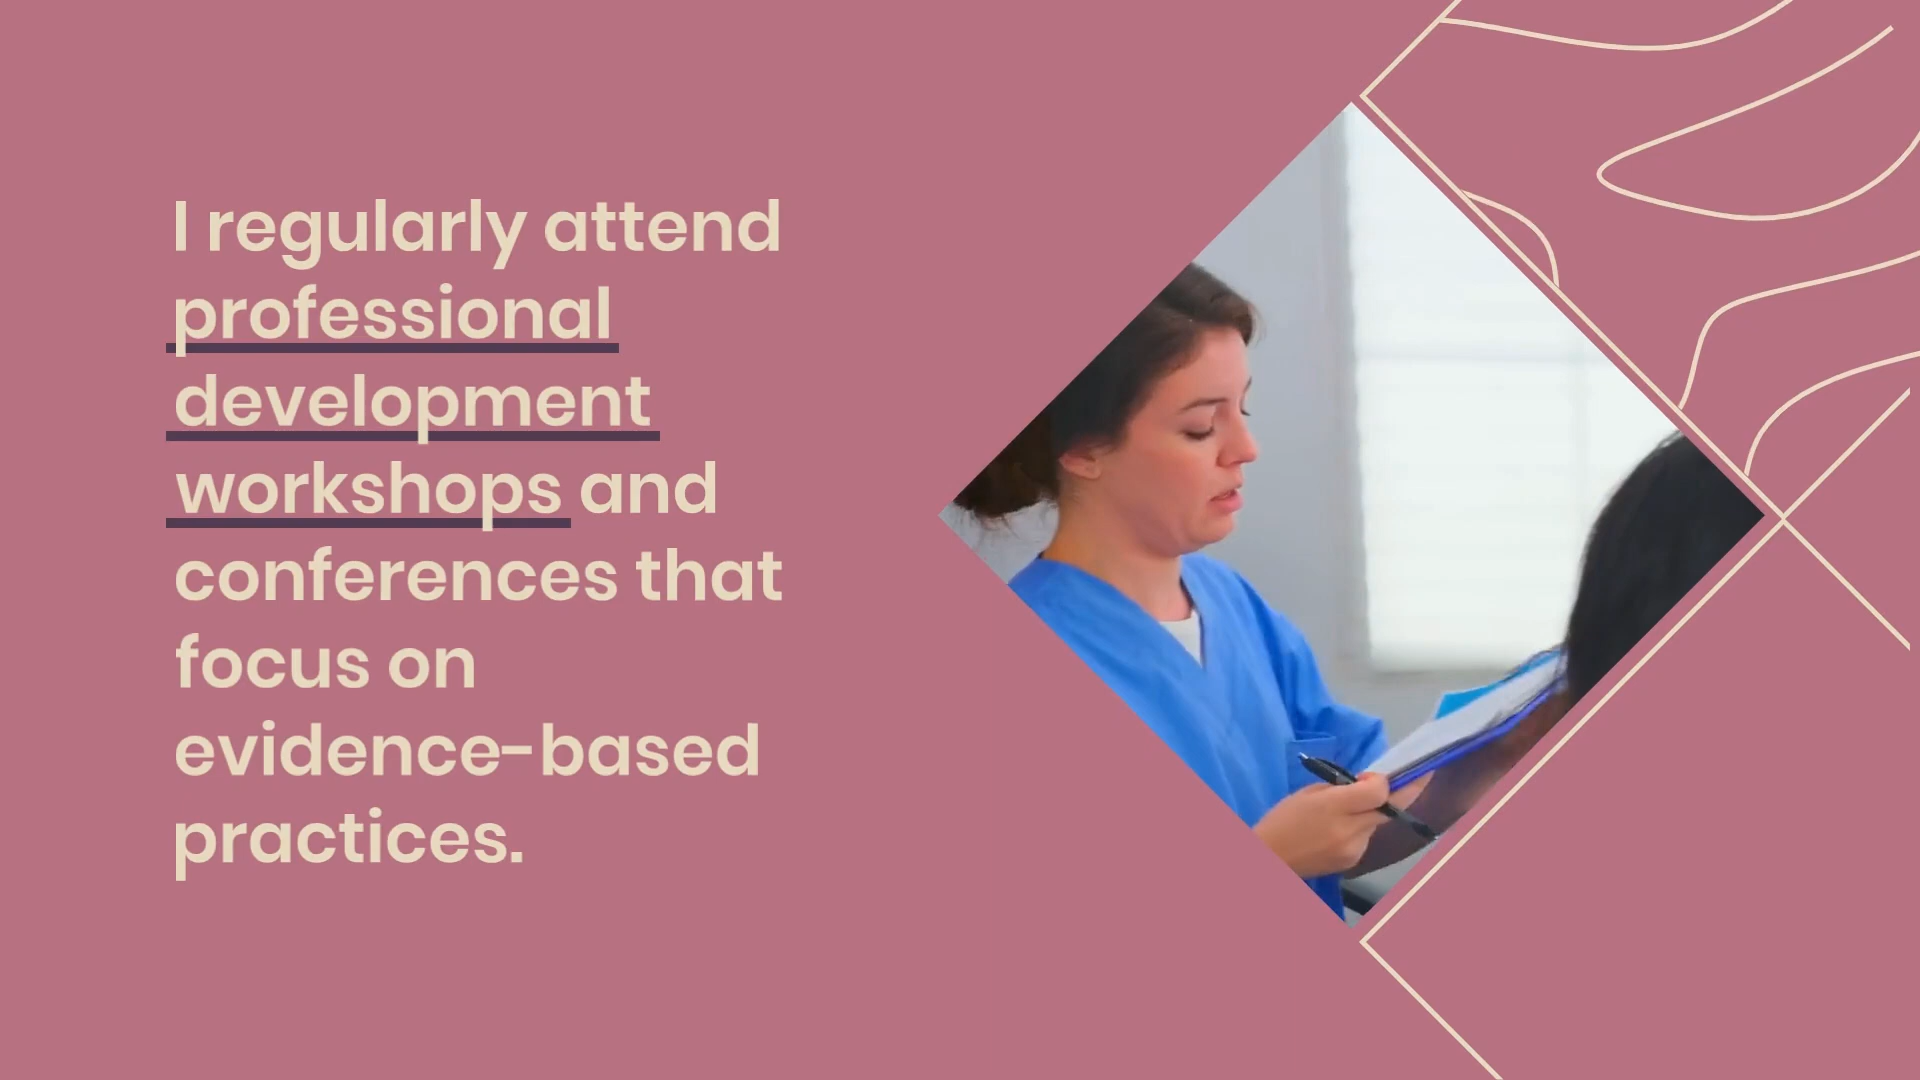 I regularly attend
professional
development
workshops and
conferences that
focus on
evidence-based
practices.